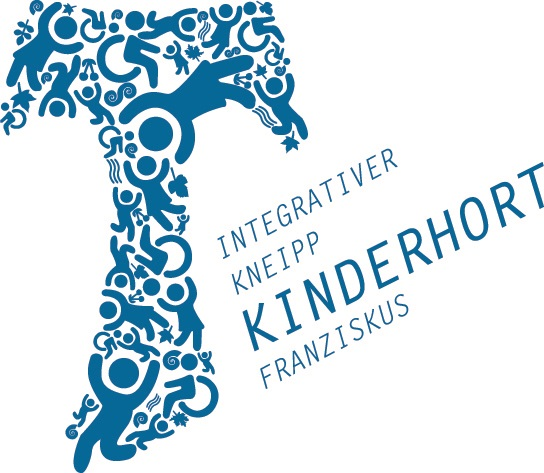 INTEGRATIVER
KNEIPP
KINDERHORT
FRANZISKUS